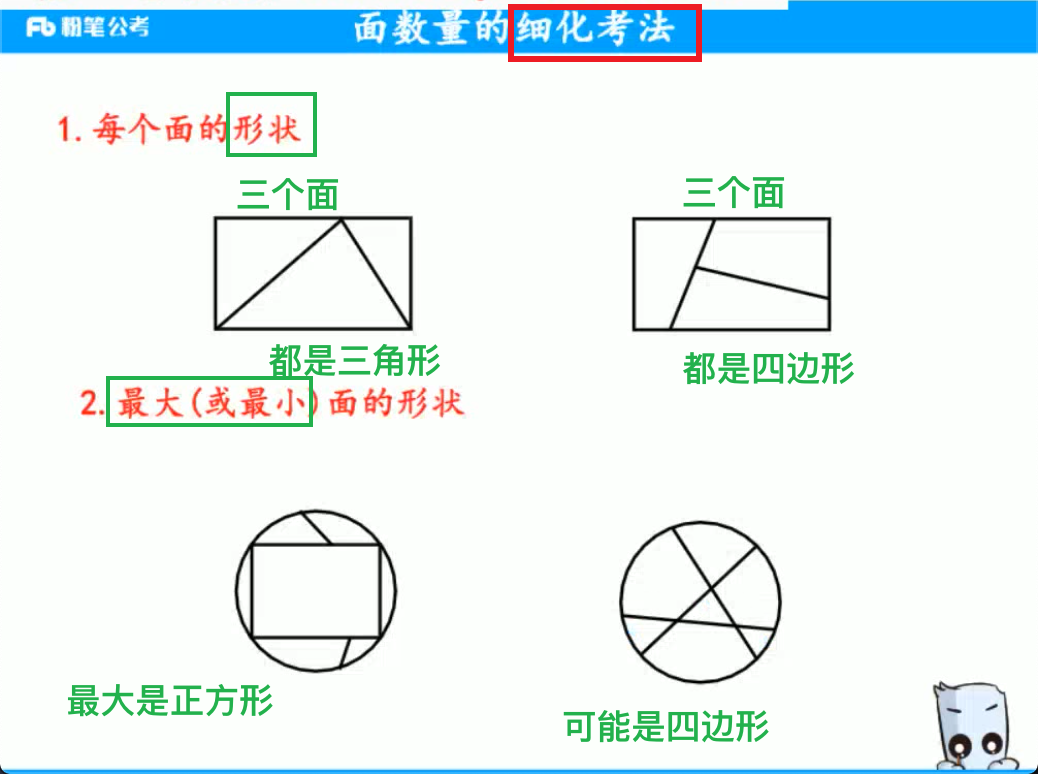 粉笔公考
面数量的细化考法
1.每个面的形状
三个面
三个面
都是三角形
都是四边形
2.最大(或最小)面的形状
最大是正方形
可能是四边形